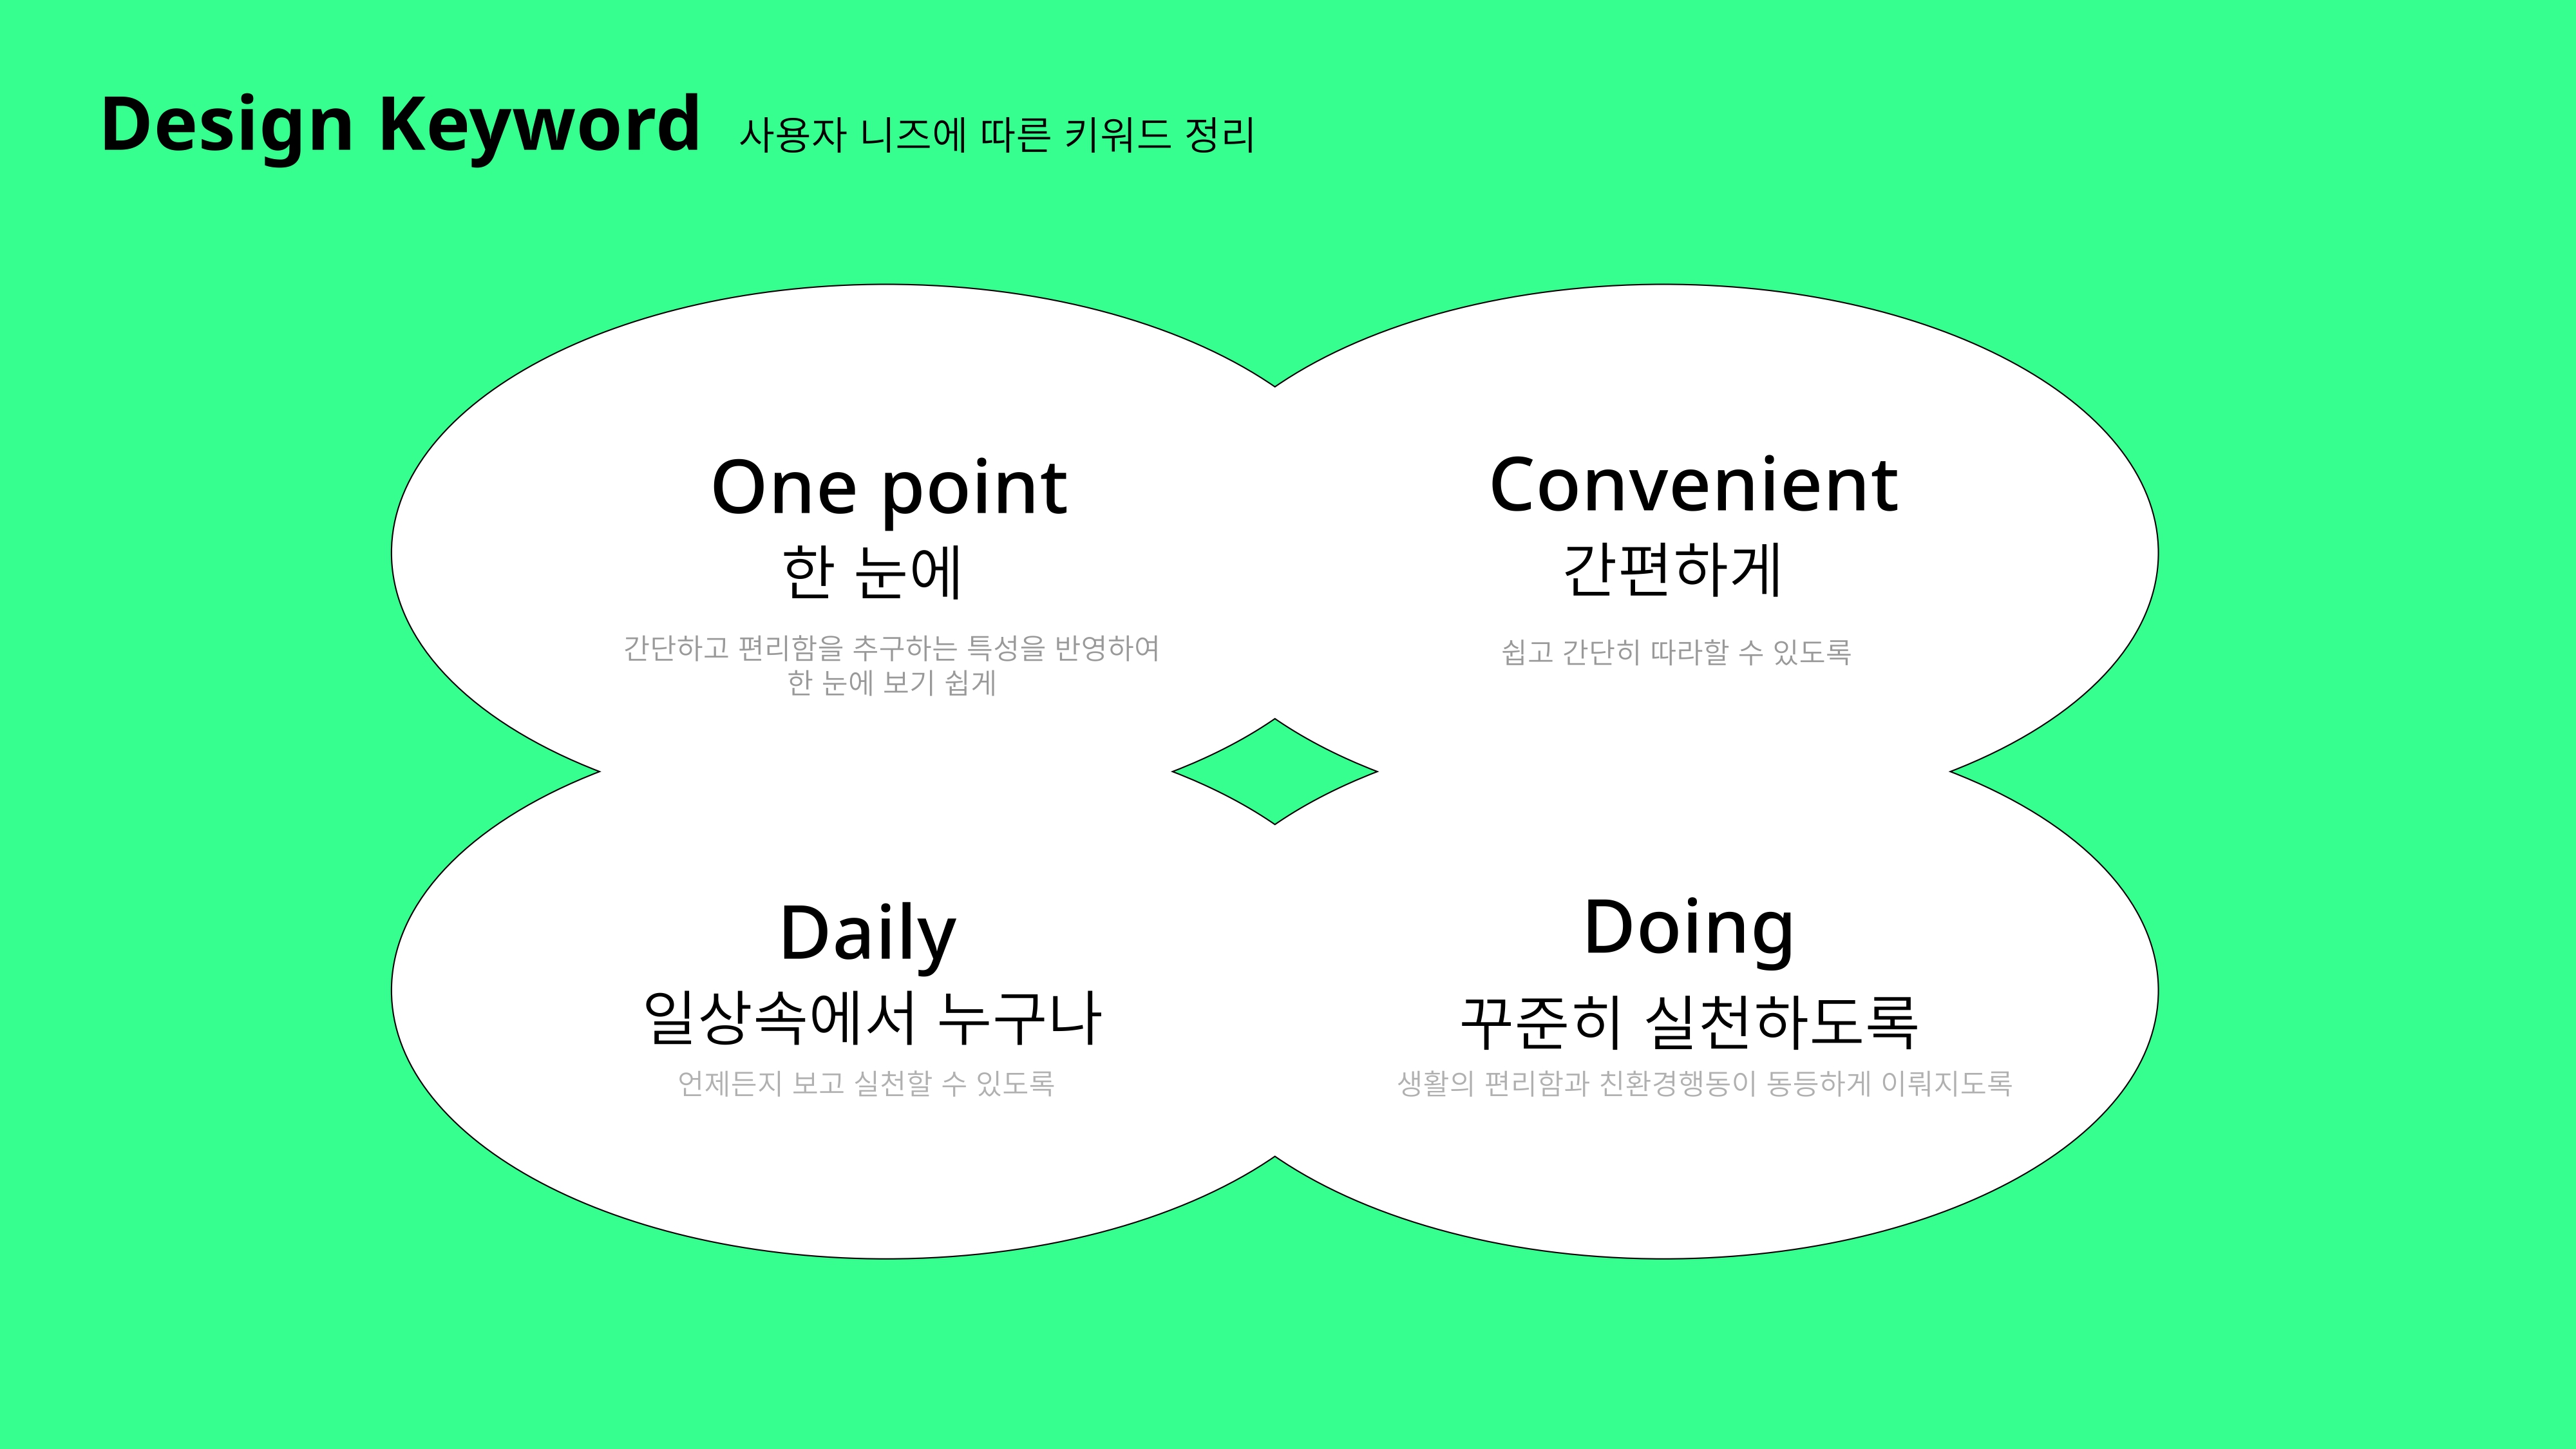 Design Keyword 사용자 니즈에 따른 키워드 정리
One point
한 눈에
간단하고 편리함을 추구하는 특성을 반영하여
한 눈에 보기 쉽게
Convenient
간편하게
쉽고 간단히 따라할 수 있도록
Daily
일상속에서 누구나
언제든지 보고 실천할 수 있도록
Doing
꾸준히 실천하도록
생활의 편리함과 친환경행동이 동등하게 이뤄지도록